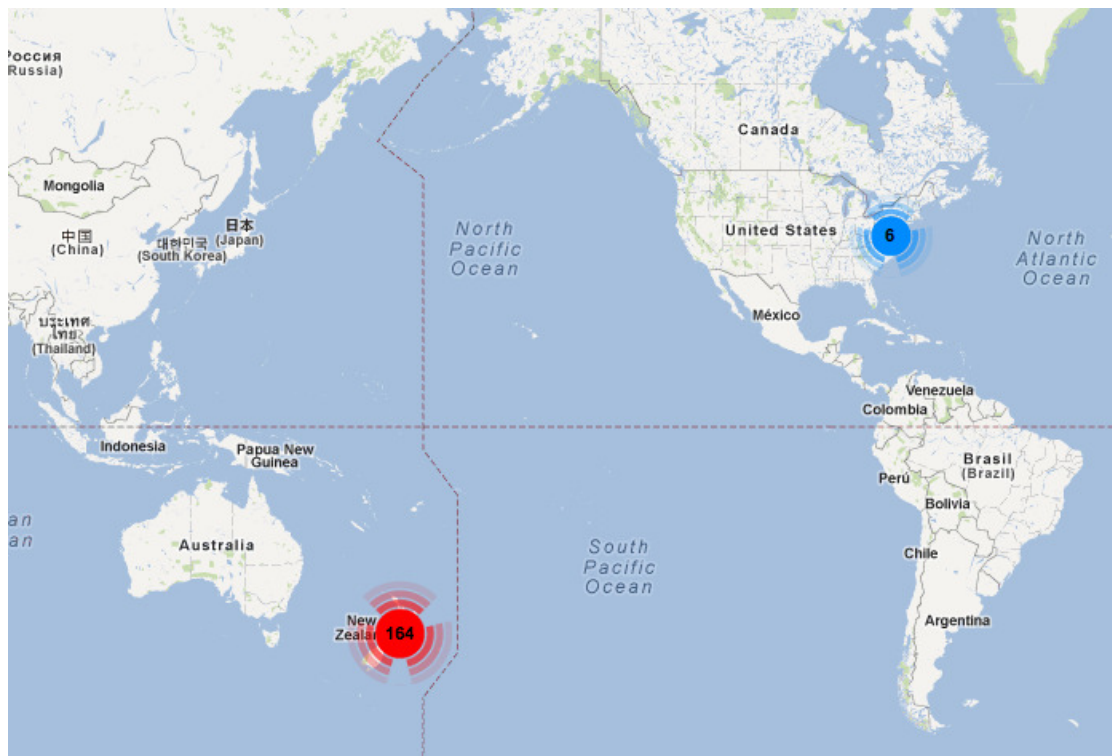 Россия
(Russia)
Canada
Mongolia
中国
(China)
대한민국
(South Korea)
日本
(Japan)
North
Pacific
Ocean
United States
6
North
Atlantic
Ocean
México
ประเทศ
ไทย
(Thailand)
Venezuela
Colombia
Indonesia
Papua New
Guinea
Brasil
(Brazil)
Perú
Bolivia
an
an
Australia
South
Pacific
Ocean
Chile
New
Zealan
164
Argentina